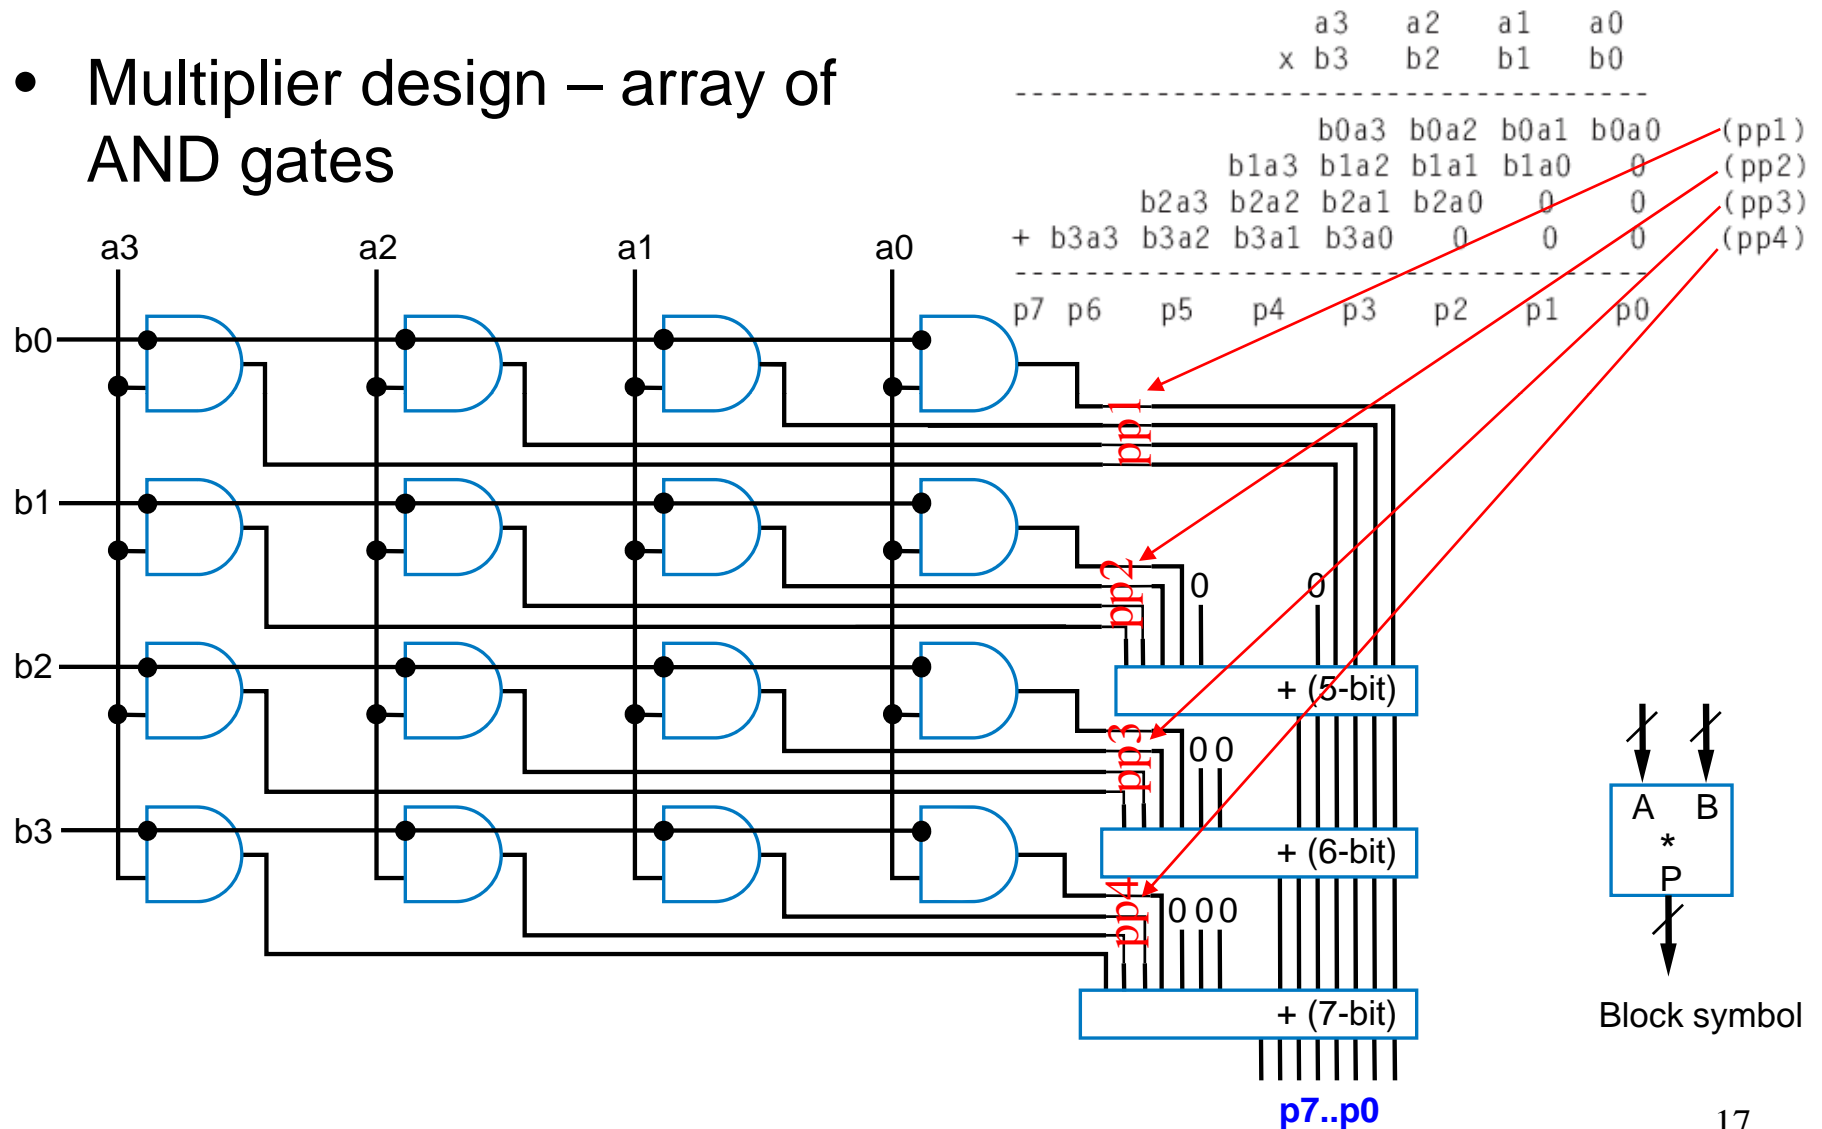 • Multiplier design – array of
AND gates
a3 a2 a1 a0
x b3 b2 b1 b0
-----------------------------------
b0a3 b0a2 b0a1 b0a0 (pp1)
b1a3 b1a2 b1a1 b1a0 0 (pp2)
b2a3 b2a2 b2a1 b2a0 0 0 (pp3)
+ b3a3 b3a2 b3a1 b3a0 0 0 0 (pp4)
-----------------------------------
p7 p6 p5 p4 p3 p2 p1 p0
a3 a2 a1 a0
b0
pp1
b1
pp2
0 0
b2
+ (5-bit)
pp3
0 0
b3
+ (6-bit)
pp4
0 0 0
+ (7-bit)
p7..p0
A B
*
P
Block symbol
17